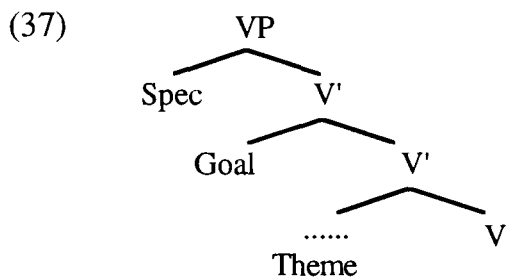 (37) VP
Spec V'
Goal V'
...... V
Theme